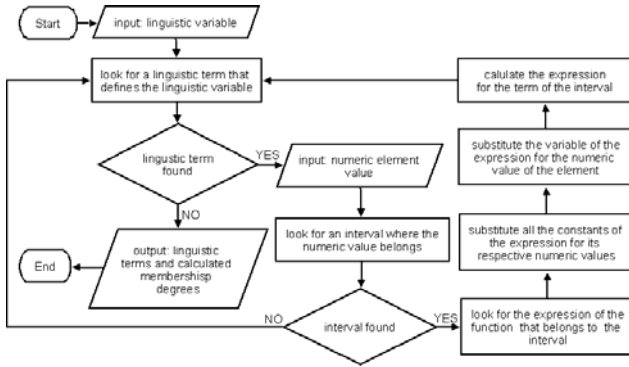 Start
input: linguistic variable
look for a linguistic term that
defines the linguistic variable
lingustic term
found
YES
input: numeric element
value
NO
look for an interval where the
numeric value belongs
output: linguistic
terms and calculated
membershisp
degrees
End
interval found
NO
YES
look for the expression of the
function that belongs to the
interval
substitute all the constants of
the expression for its
respective numeric values
substitute the variable of the
expression for the numeric
value of the element
calulate the expression
for the term of the interval